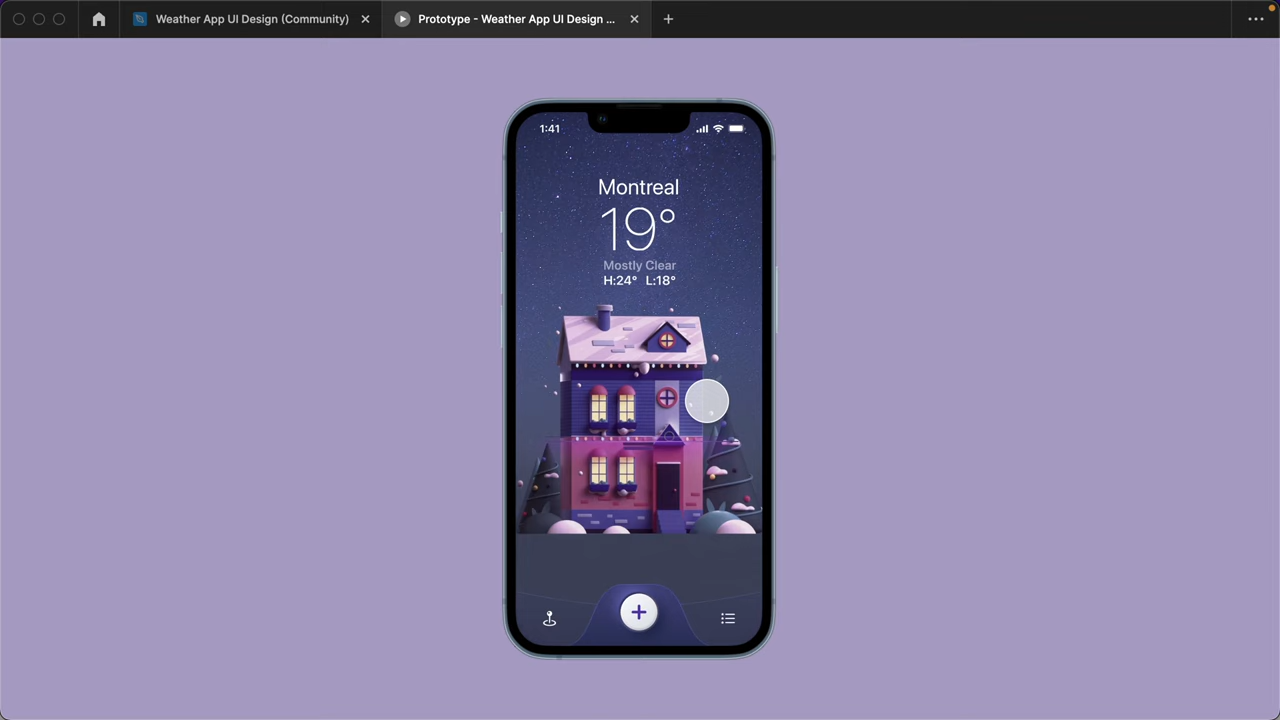 Weather App UI Design (Community)
Prototype - Weather App UI Design ...
1:41
Montreal
19°
Mostly Clear
H:24° L:18°